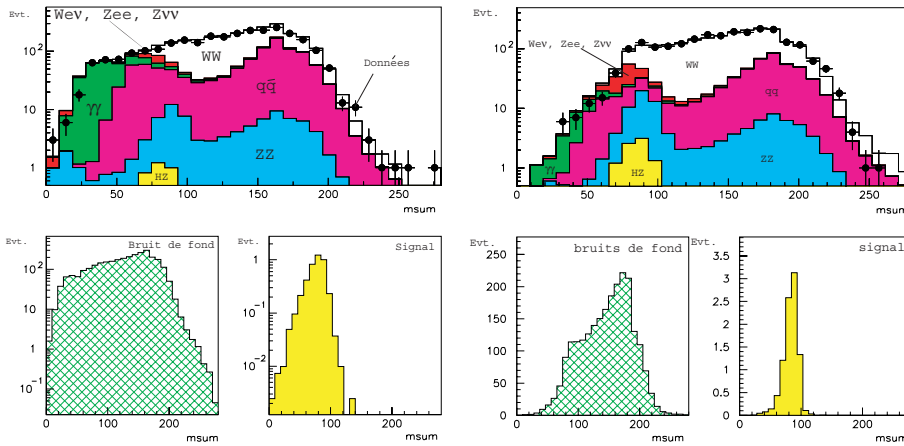 Evt.
Weν, Zee, Zνν
10²
10
1
WW
Données
γγ
qq̄
ZZ
HZ
0 50 100 150 200 250
msum
Evt.
10²
10
1
Weν, Zee, Zνν
WW
qq
γγ
ZZ
HZ
0 50 100 150 200 250
msum
Evt.
Bruit de fond
10²
10
1
10⁻¹
0 100 200
msum
Evt.
Signal
1
10⁻¹
10⁻²
0 100 200
msum
Evt.
bruits de fond
250
200
150
100
50
0
0 100 200
msum
Evt.
signal
3.5
3
2.5
2
1.5
1
0.5
0
0 100 200
msum